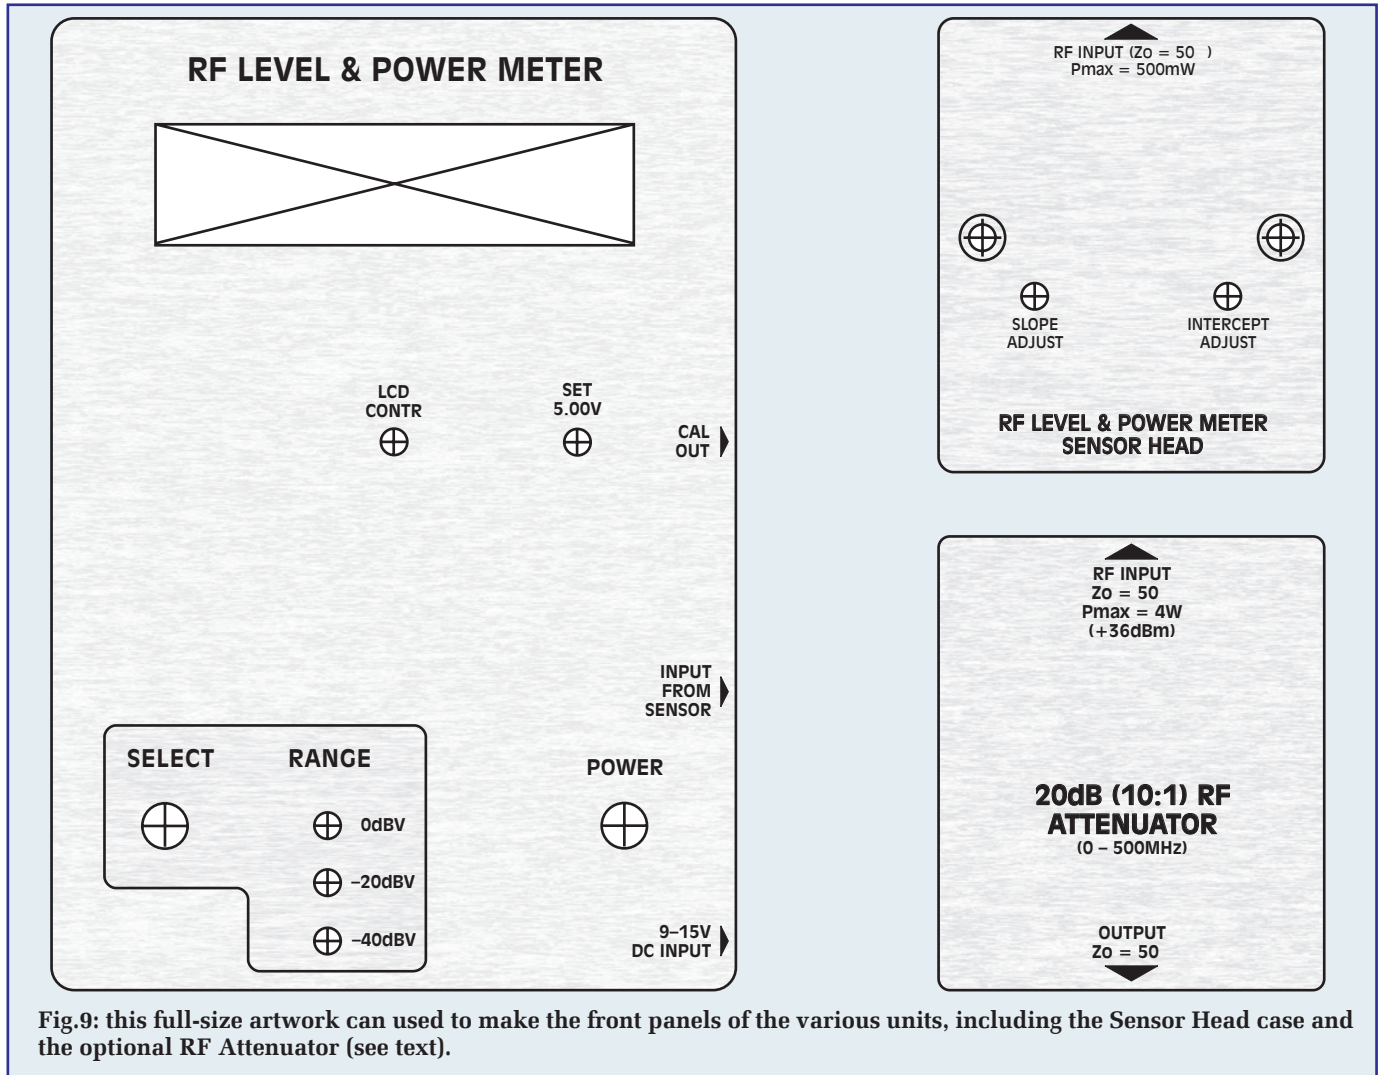 RF LEVEL & POWER METER
LCD
CONTR
SET
5.00V
CAL
OUT
INPUT
FROM
SENSOR
SELECT
RANGE
0dBV
–20dBV
–40dBV
POWER
9–15V
DC INPUT
RF INPUT (Zo = 50  )
Pmax = 500mW
SLOPE
ADJUST
INTERCEPT
ADJUST
RF LEVEL & POWER METER
SENSOR HEAD
RF INPUT
Zo = 50
Pmax = 4W
(+36dBm)
20dB (10:1) RF
ATTENUATOR
(0 – 500MHz)
OUTPUT
Zo = 50
Fig.9: this full-size artwork can used to make the front panels of the various units, including the Sensor Head case and
the optional RF Attenuator (see text).